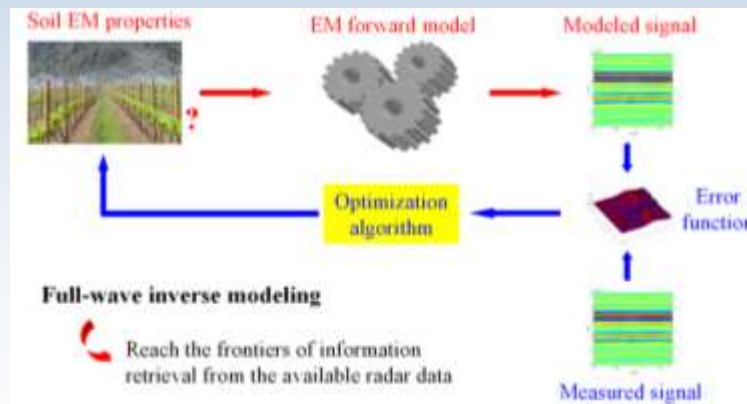 Soil EM properties
EM forward model
Modeled signal
?
Optimization
algorithm
Error
function
Full-wave inverse modeling
Reach the frontiers of information
retrieval from the available radar data
Measured signal